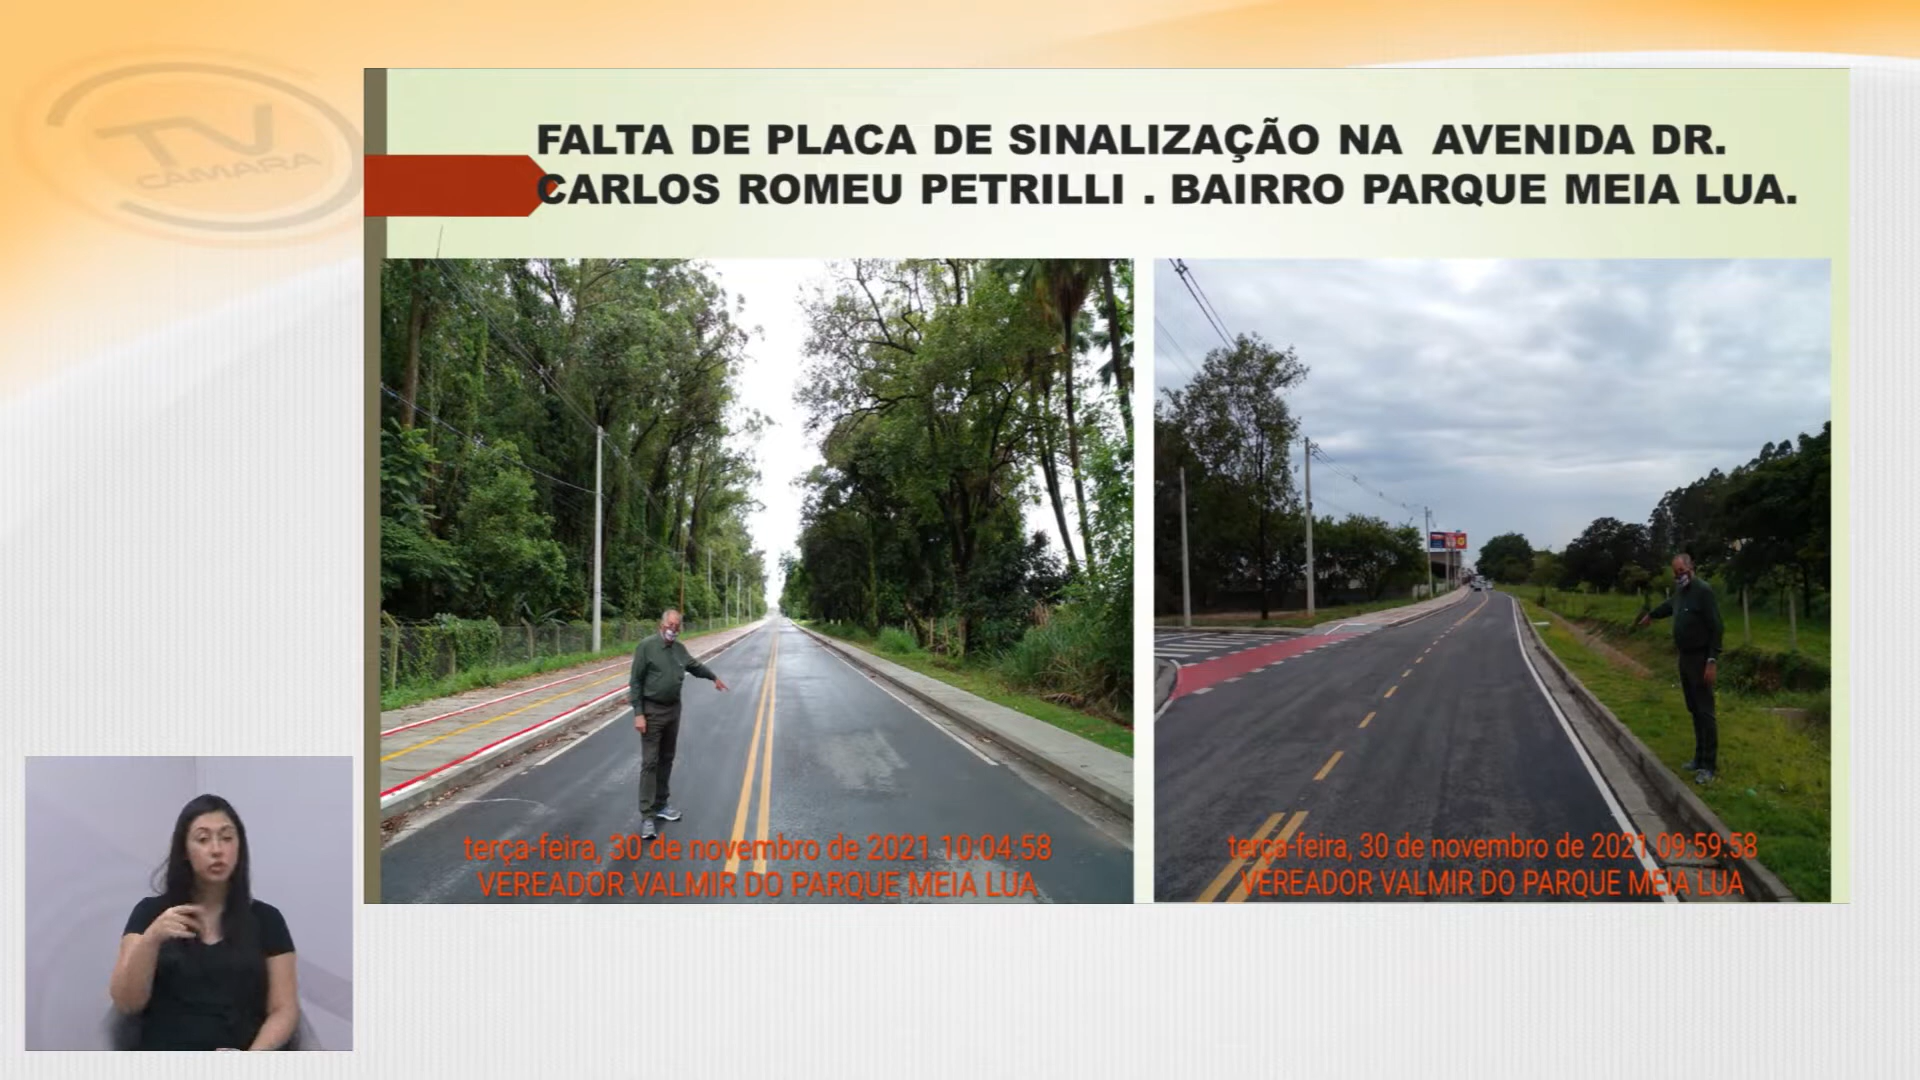 TV
CÂMARA
FALTA DE PLACA DE SINALIZAÇÃO NA AVENIDA DR.
CARLOS ROMEU PETRILLI . BAIRRO PARQUE MEIA LUA.
terça-feira, 30 de novembro de 2021 10:04:58
VEREADOR VALMIR DO PARQUE MEIA LUA
terça-feira, 30 de novembro de 2021 09:59:58
VEREADOR VALMIR DO PARQUE MEIA LUA